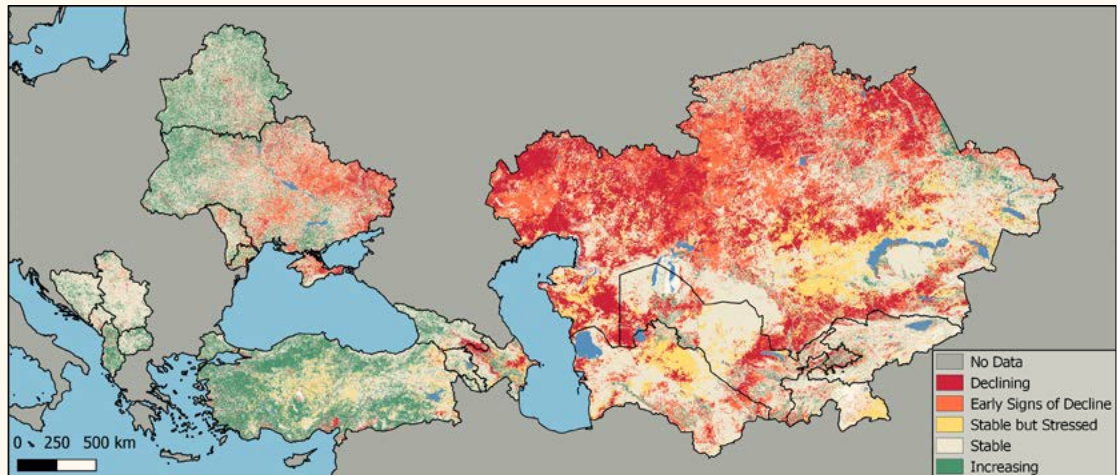 No Data
Declining
Early Signs of Decline
Stable but Stressed
Stable
Increasing
0 250 500 km